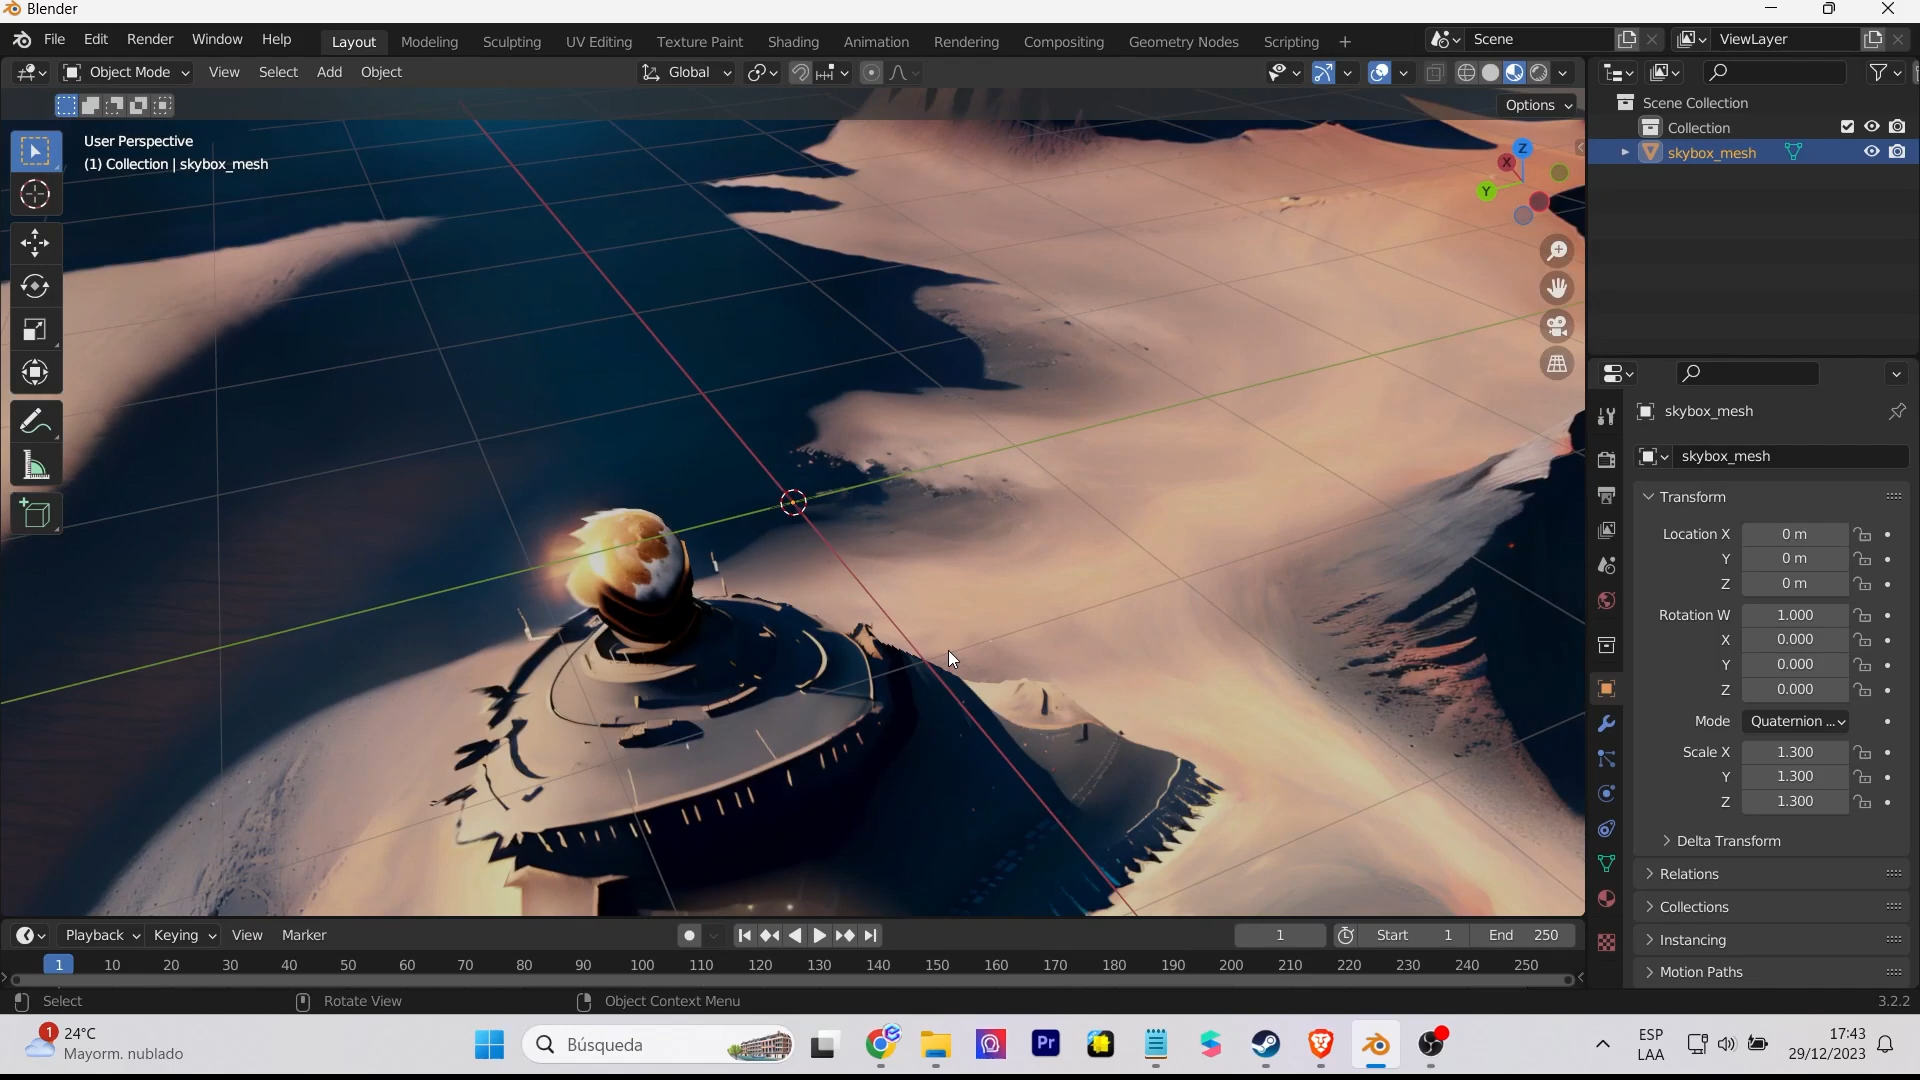 Blender
File Edit Render Window Help Layout Modeling Sculpting UV Editing Texture Paint Shading Animation Rendering Compositing Geometry Nodes Scripting + Scene ViewLayer
Object Mode View Select Add Object Global
Options
User Perspective
(1) Collection | skybox_mesh
Z
X
Y
Scene Collection
Collection
skybox_mesh
skybox_mesh
skybox_mesh
Transform
Location X 0 m
Y 0 m
Z 0 m
Rotation W 1.000
X 0.000
Y 0.000
Z 0.000
Mode Quaternion ...
Scale X 1.300
Y 1.300
Z 1.300
Delta Transform
Relations
Collections
Instancing
Motion Paths
Playback Keying View Marker 1 Start 1 End 250
1 10 20 30 40 50 60 70 80 90 100 110 120 130 140 150 160 170 180 190 200 210 220 230 240 250
Select Rotate View Object Context Menu 3.2.2
1 24°C
Mayorm. nublado
Búsqueda
Pr
ESP
LAA
17:43
29/12/2023